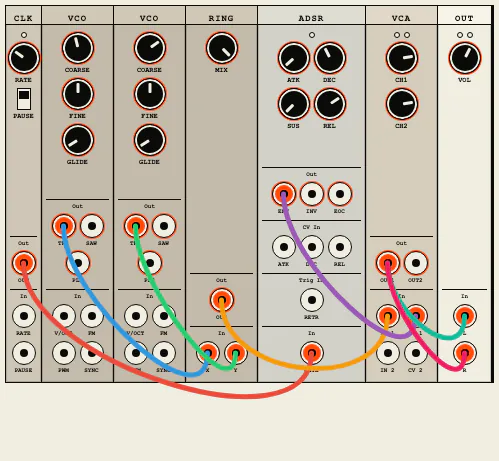 CLK VCO VCO RING ADSR VCA OUT
RATE COARSE COARSE MIX ATK DEC CH1 VOL
PAUSE FINE FINE SUS REL CH2
GLIDE GLIDE
Out
Out Out ENV INV EOC
SAW SAW CV In
Out Out
ATK REL OUT2
Out Trig In
In In In In In
RATE V/OCT FM V/OCT FM RETR
In In
PAUSE PWM SYNC X Y IN 2 CV 2 R